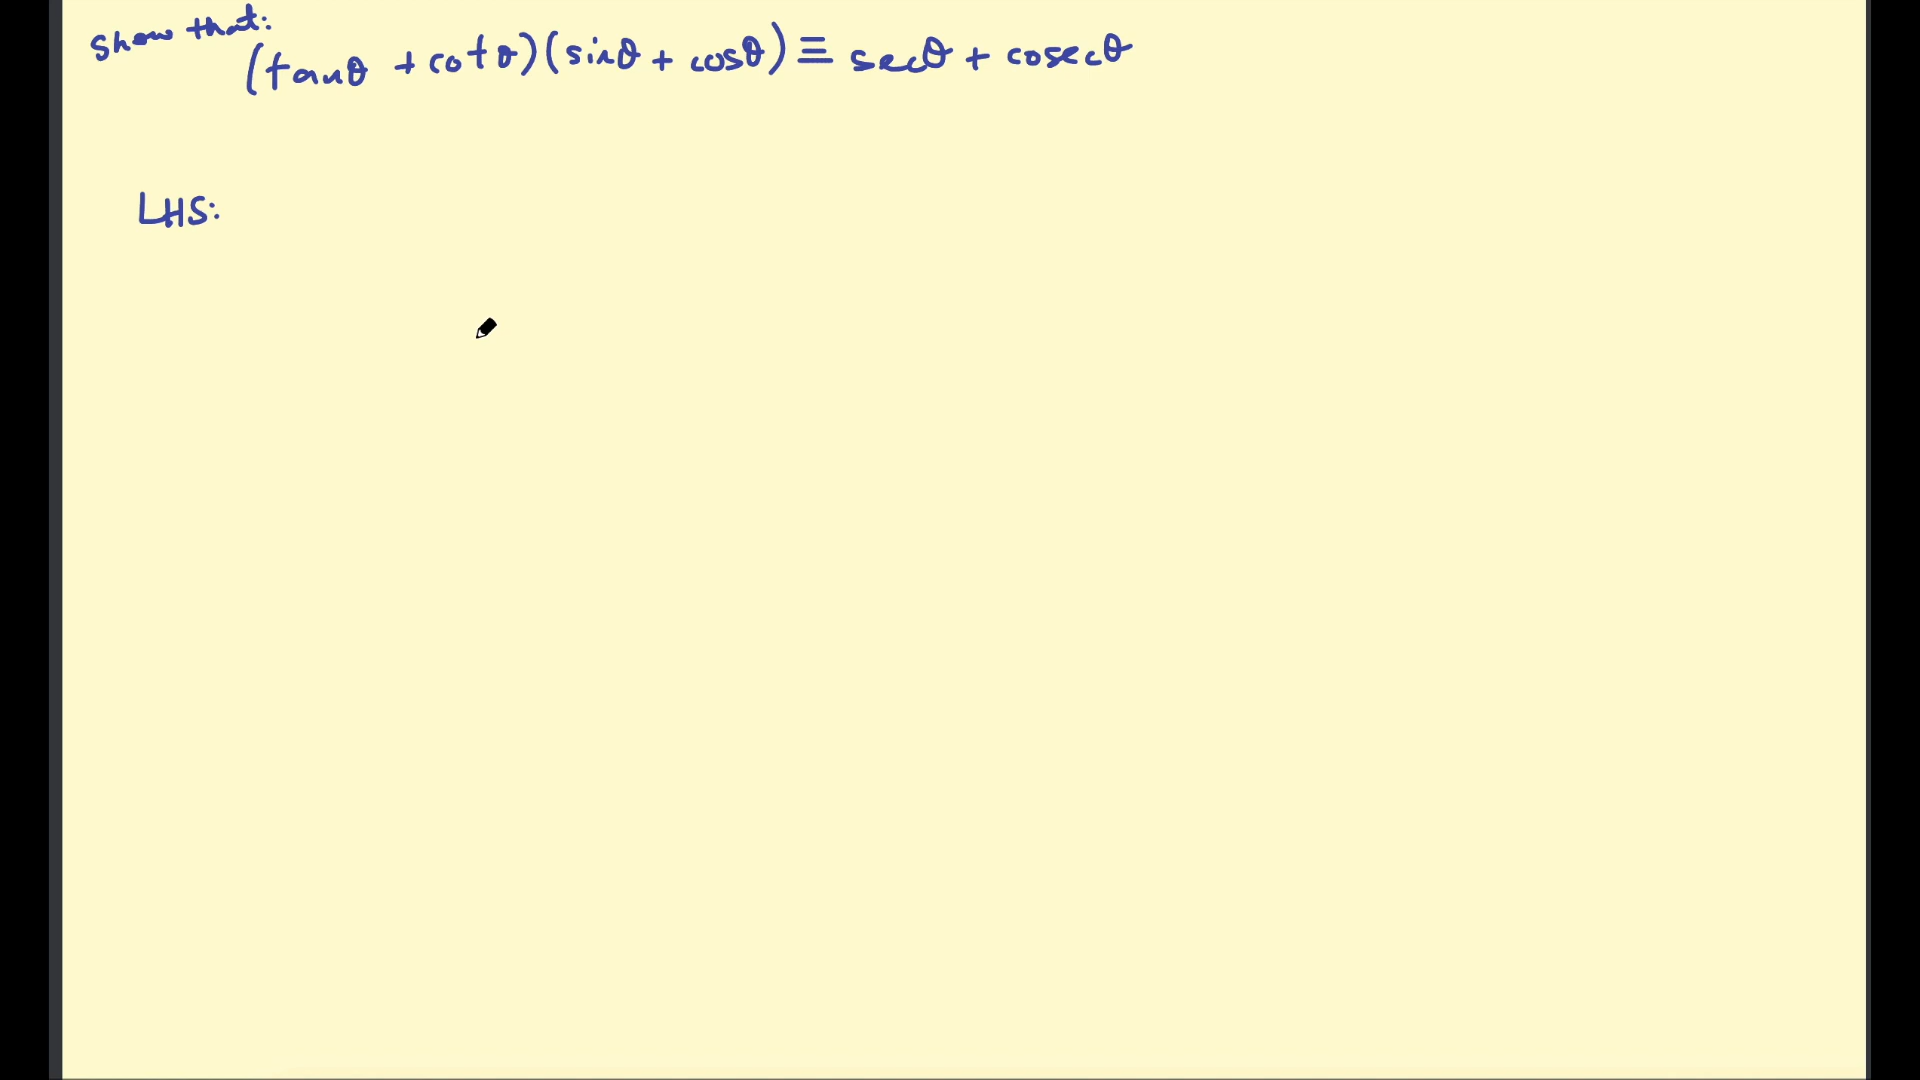 Show that:
(tanθ + cotθ)(sinθ + cosθ) ≡ secθ + cosecθ
LHS: